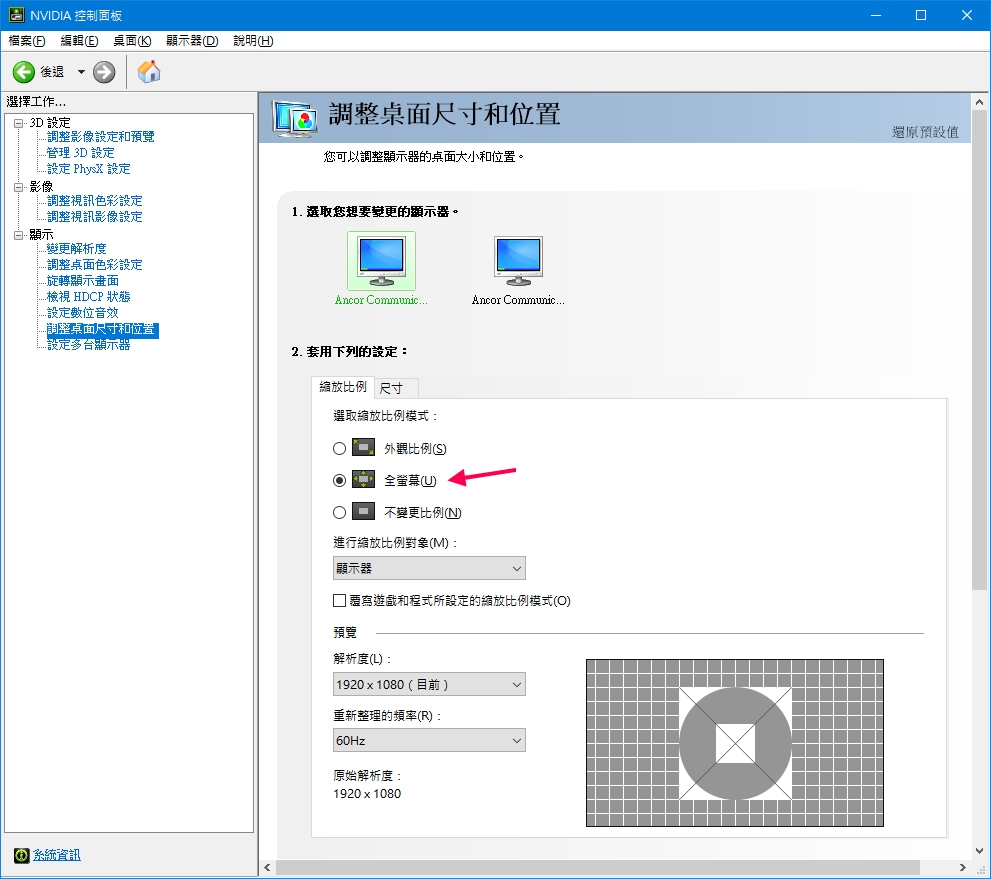 NVIDIA 控制面板
檔案(F) 編輯(E) 桌面(K) 顯示器(D) 說明(H)
後退
選擇工作...
3D 設定
調整影像設定和預覽
管理 3D 設定
設定 PhysX 設定
影像
調整視訊色彩設定
調整視訊影像設定
顯示
變更解析度
調整桌面色彩設定
旋轉顯示畫面
檢視 HDCP 狀態
設定數位音效
調整桌面尺寸和位置
設定多台顯示器
系統資訊
調整桌面尺寸和位置
還原預設值
您可以調整顯示器的桌面大小和位置。
1. 選取您想要變更的顯示器。
Ancor Communic... Ancor Communic...
2. 套用下列的設定：
縮放比例 尺寸
選取縮放比例模式：
外觀比例(S)
全螢幕(U)
不變更比例(N)
進行縮放比例對象(M)：
顯示器
覆寫遊戲和程式所設定的縮放比例模式(O)
預覽
解析度(L)：
1920 x 1080（目前）
重新整理的頻率(R)：
60Hz
原始解析度：
1920 x 1080